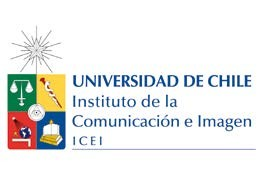 UNIVERSIDAD DE CHILE
Instituto de la
Comunicación e Imagen
ICEI